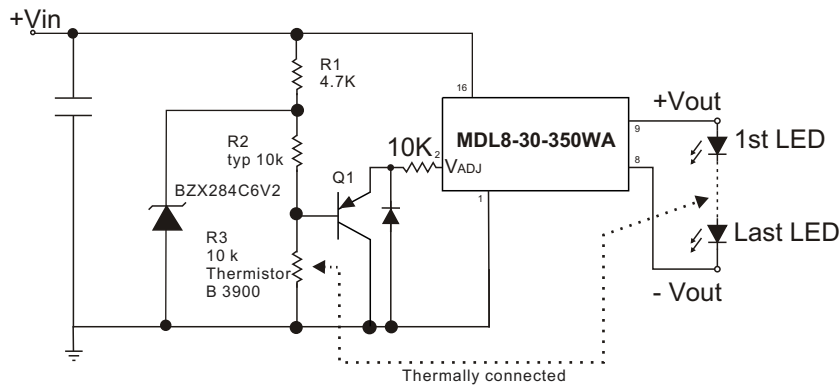 +Vin
R1
4.7K
16
R2
typ 10k
BZX284C6V2
Q1
10K
2
VADJ
MDL8-30-350WA
1
9
8
+Vout
1st LED
Last LED
- Vout
R3
10 k
Thermistor
B 3900
Thermally connected